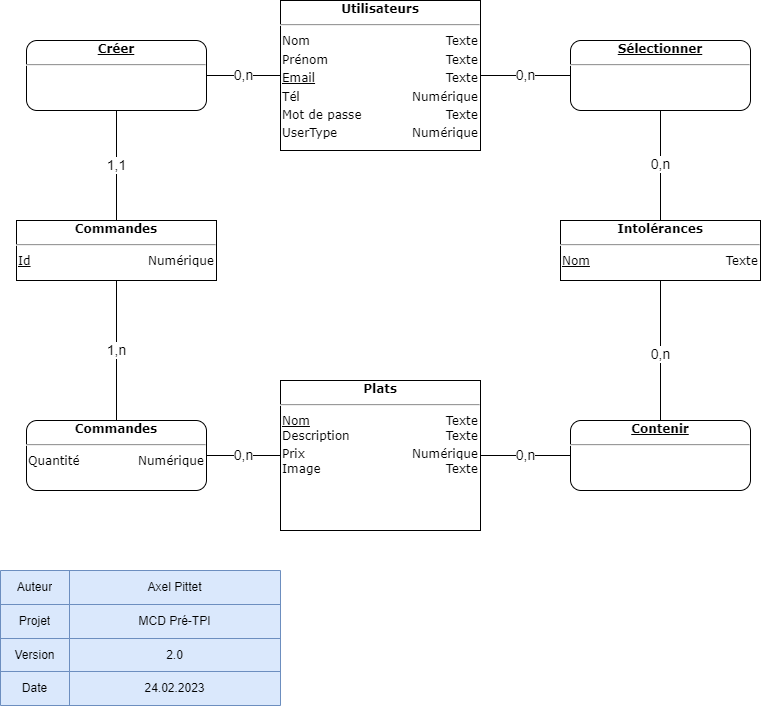 Utilisateurs
Nom Texte
Prénom Texte
Email Texte
Tél Numérique
Mot de passe Texte
UserType Numérique
Créer
0,n
0,n
Sélectionner
1,1
0,n
Commandes
Id Numérique
Intolérances
Nom Texte
1,n
0,n
Commandes
Quantité Numérique
0,n
Plats
Nom Texte
Description Texte
Prix Numérique
Image Texte
0,n
Contenir
Auteur Axel Pittet
Projet MCD Pré-TPI
Version 2.0
Date 24.02.2023